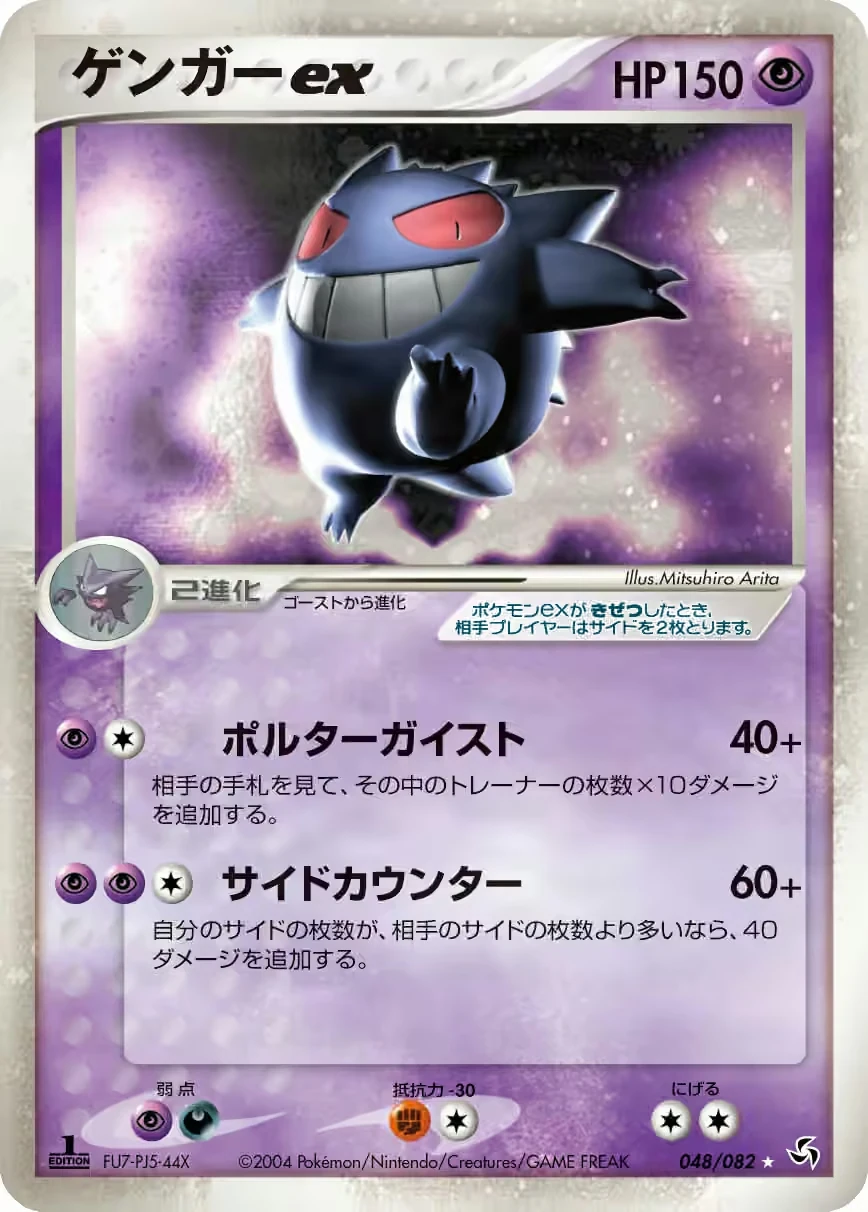 ゲンガーex HP150
Illus.Mitsuhiro Arita
2進化
ゴーストから進化
ポケモンexが きぜつしたとき、
相手プレイヤーはサイドを2枚とります。
ポルターガイスト 40+
相手の手札を見て、その中のトレーナーの枚数×10ダメージ
を追加する。
サイドカウンター 60+
自分のサイドの枚数が、相手のサイドの枚数より多いなら、40
ダメージを追加する。
弱点 抵抗力 -30 にげる
1
EDITION FU7-PJ5-44X ©2004 Pokémon/Nintendo/Creatures/GAME FREAK 048/082 ★